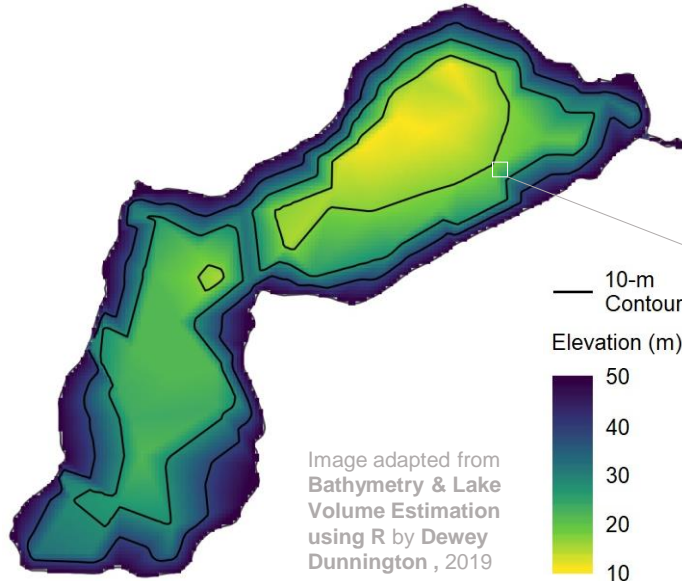 10-m
Contour
Elevation (m)
50
40
30
20
10
Image adapted from
Bathymetry & Lake
Volume Estimation
using R by Dewey
Dunnington , 2019